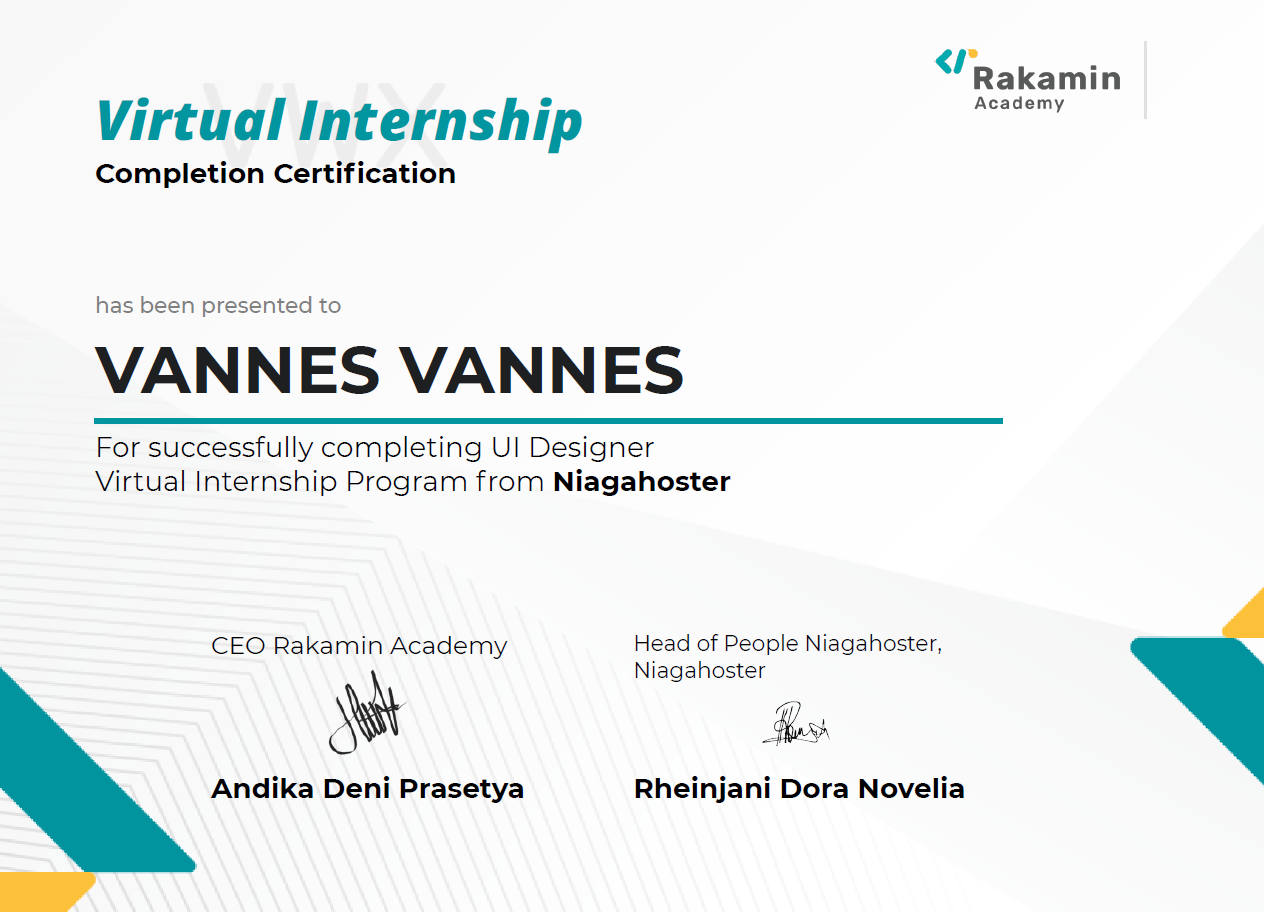 Rakamin
Academy
VWX
Virtual Internship
Completion Certification
has been presented to
VANNES VANNES
For successfully completing UI Designer
Virtual Internship Program from Niagahoster
CEO Rakamin Academy
Andika Deni Prasetya
Head of People Niagahoster,
Niagahoster
Rheinjani Dora Novelia